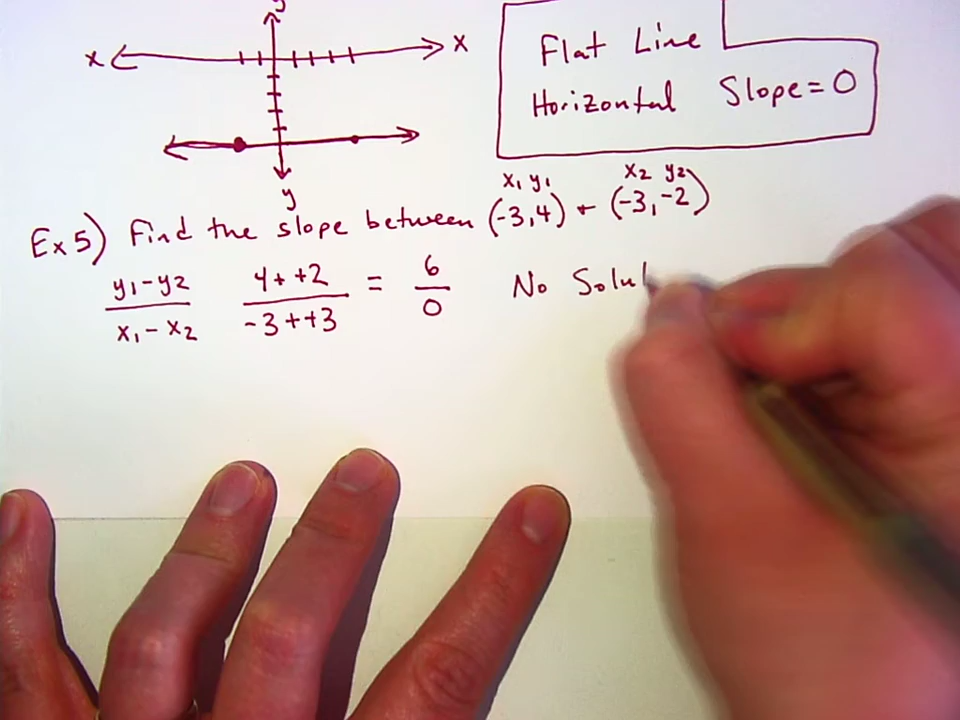 y
x x
y
Flat Line
Horizontal Slope = 0
x₁ y₁ x₂ y₂
Ex 5) Find the slope between (-3, 4) + (-3, -2)
y₁ - y₂ 4 + +2 = 6 No Solut
x₁ - x₂ -3 + +3 0